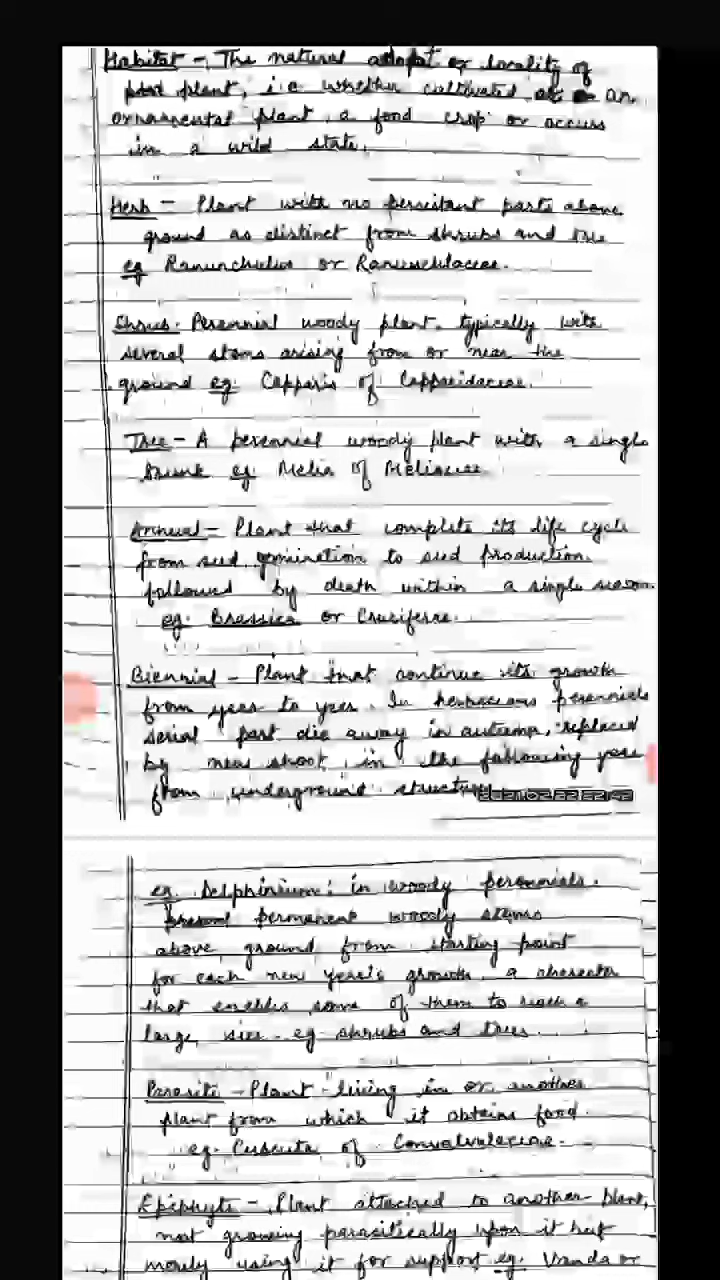 Habitat - The natural adopt or locality of
plant, i.e whether cultivated as an
ornamental plant, a food crop or occurs
in a wild state.
Herb - Plant with no persistant parts above
ground as distinct from shrubs and tree
eg Ranunchulus or Ranunchlaceae.
Shrub. Perennial woody plant, typically with
several stems arising from or near the
ground eg. Capparis of Capparidaceae.
Tree - A perennial woody plant with a single
trunk eg Melia of Meliaceae.
Annual - Plant that complete its life cycle
from seed germination to seed production
followed by death within a single season.
eg. Brassica or Cruciferae.
Biennial - Plant that continue its growth
from year to year. In herbaceous perennials
aerial part die away in autumn, replaced
by new shoot in the following year
from underground structure
eg. Delphinium: in woody perennials.
permanent woody stems
above ground from starting point
for each new year's growth, a character
that enables some of them to reach a
large size. eg shrubs and trees.
Parasite - Plant living in or another
plant from which it obtains food.
eg. Cuscuta of Convolvulaceae.
Epiphyte - Plant attached to another plant,
not growing parasitically upon it but
merely using it for support eg. Vanda or